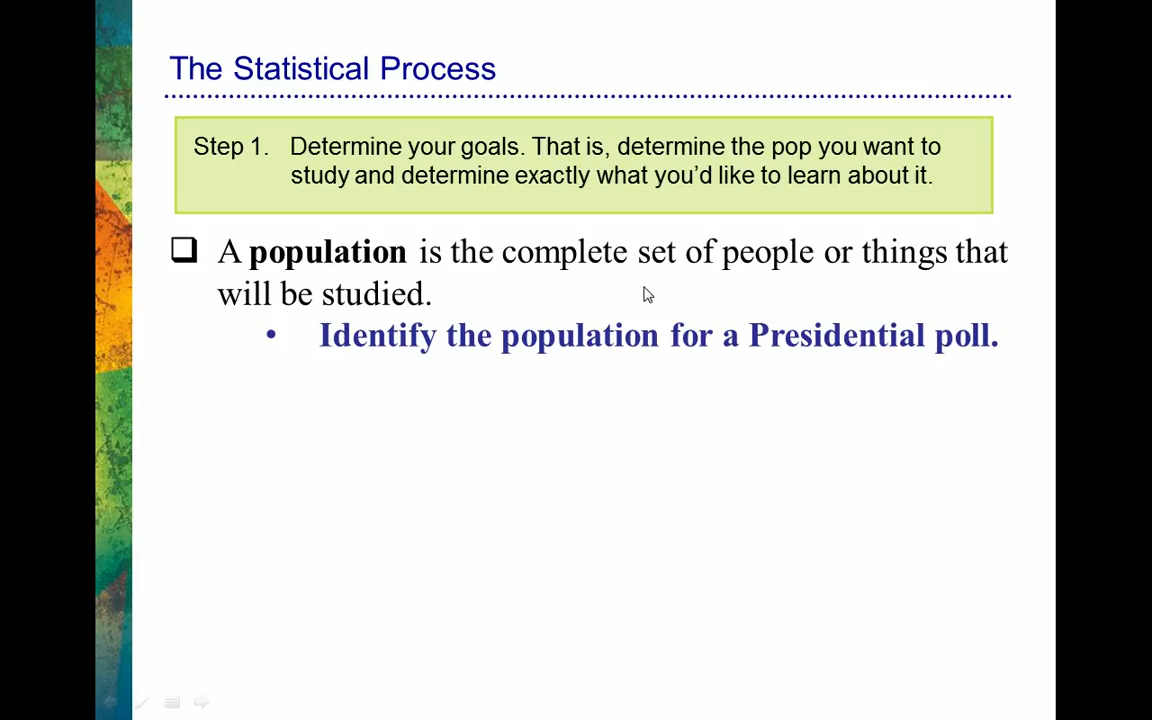 The Statistical Process
Step 1. Determine your goals. That is, determine the pop you want to
study and determine exactly what you'd like to learn about it.
❑ A population is the complete set of people or things that
will be studied.
• Identify the population for a Presidential poll.